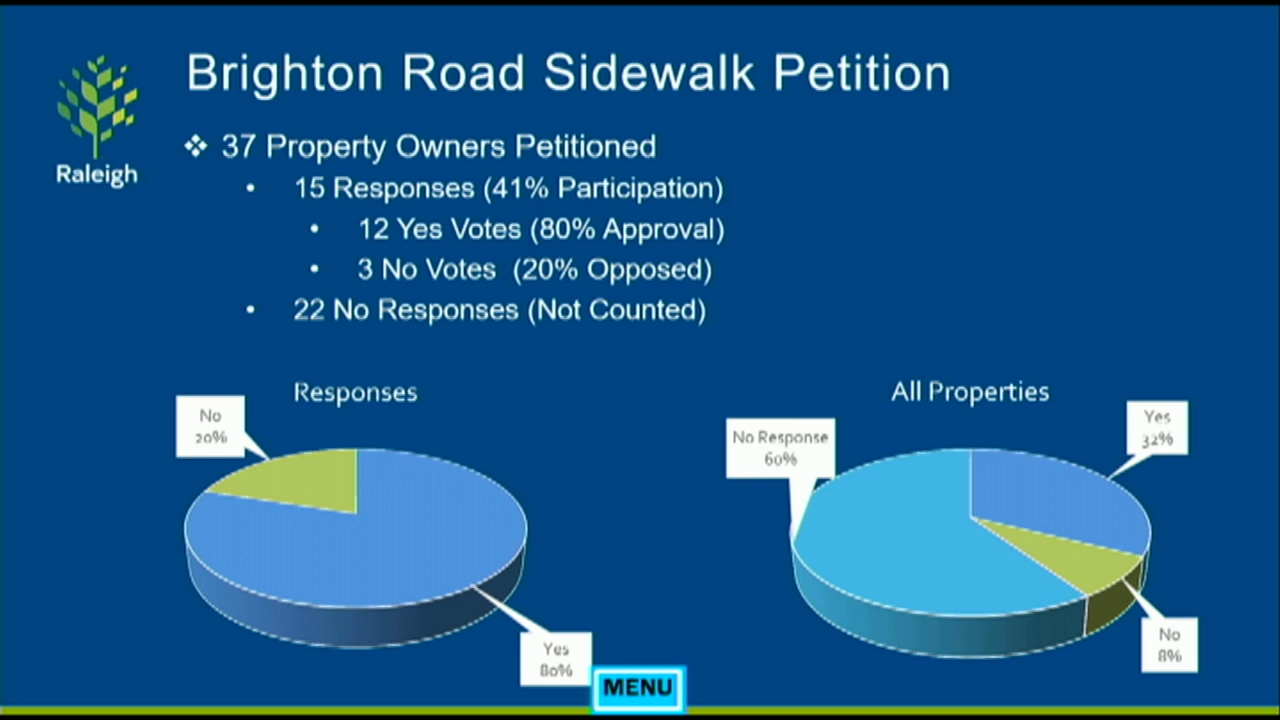 Brighton Road Sidewalk Petition
Raleigh
❖ 37 Property Owners Petitioned
• 15 Responses (41% Participation)
• 12 Yes Votes (80% Approval)
• 3 No Votes (20% Opposed)
• 22 No Responses (Not Counted)
Responses
No
20%
Yes
80%
All Properties
No Response
60%
Yes
32%
No
8%
MENU